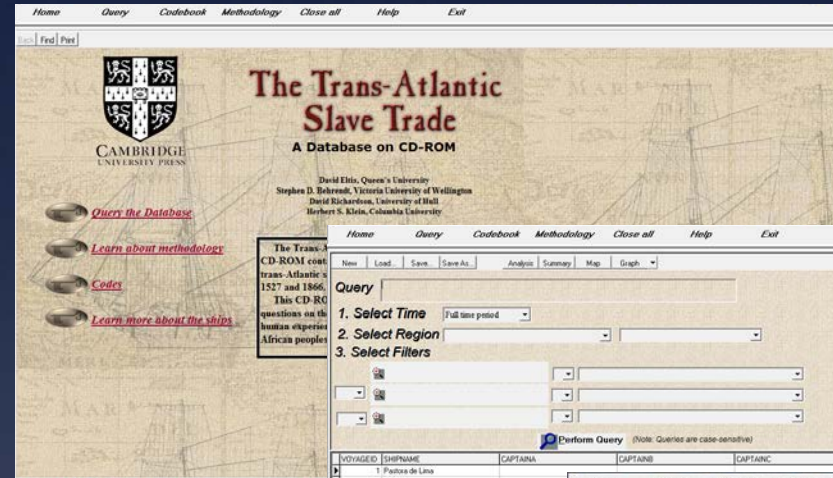 Home Query Codebook Methodology Close all Help Exit
Back Find Print
CAMBRIDGE
UNIVERSITY PRESS
The Trans-Atlantic
Slave Trade
A Database on CD-ROM
David Eltis, Queen's University
Stephen D. Behrendt, Victoria University of Wellington
David Richardson, University of Hull
Herbert S. Klein, Columbia University
Query the Database
Learn about methodology
Codes
Learn more about the ships
The Trans-A
CD-ROM cont
trans-Atlantic s
1527 and 1866.
This CD-RO
questions on th
human experien
African peoples
Home Query Codebook Methodology Close all Help Exit
New Load... Save... Save As... Analysis Summary Map Graph
Query
1. Select Time Full time period
2. Select Region
3. Select Filters
Perform Query (Note: Queries are case-sensitive)
VOYAGEID SHIPNAME CAPTAINA CAPTAINB CAPTAINC
1 Pastora de Lima